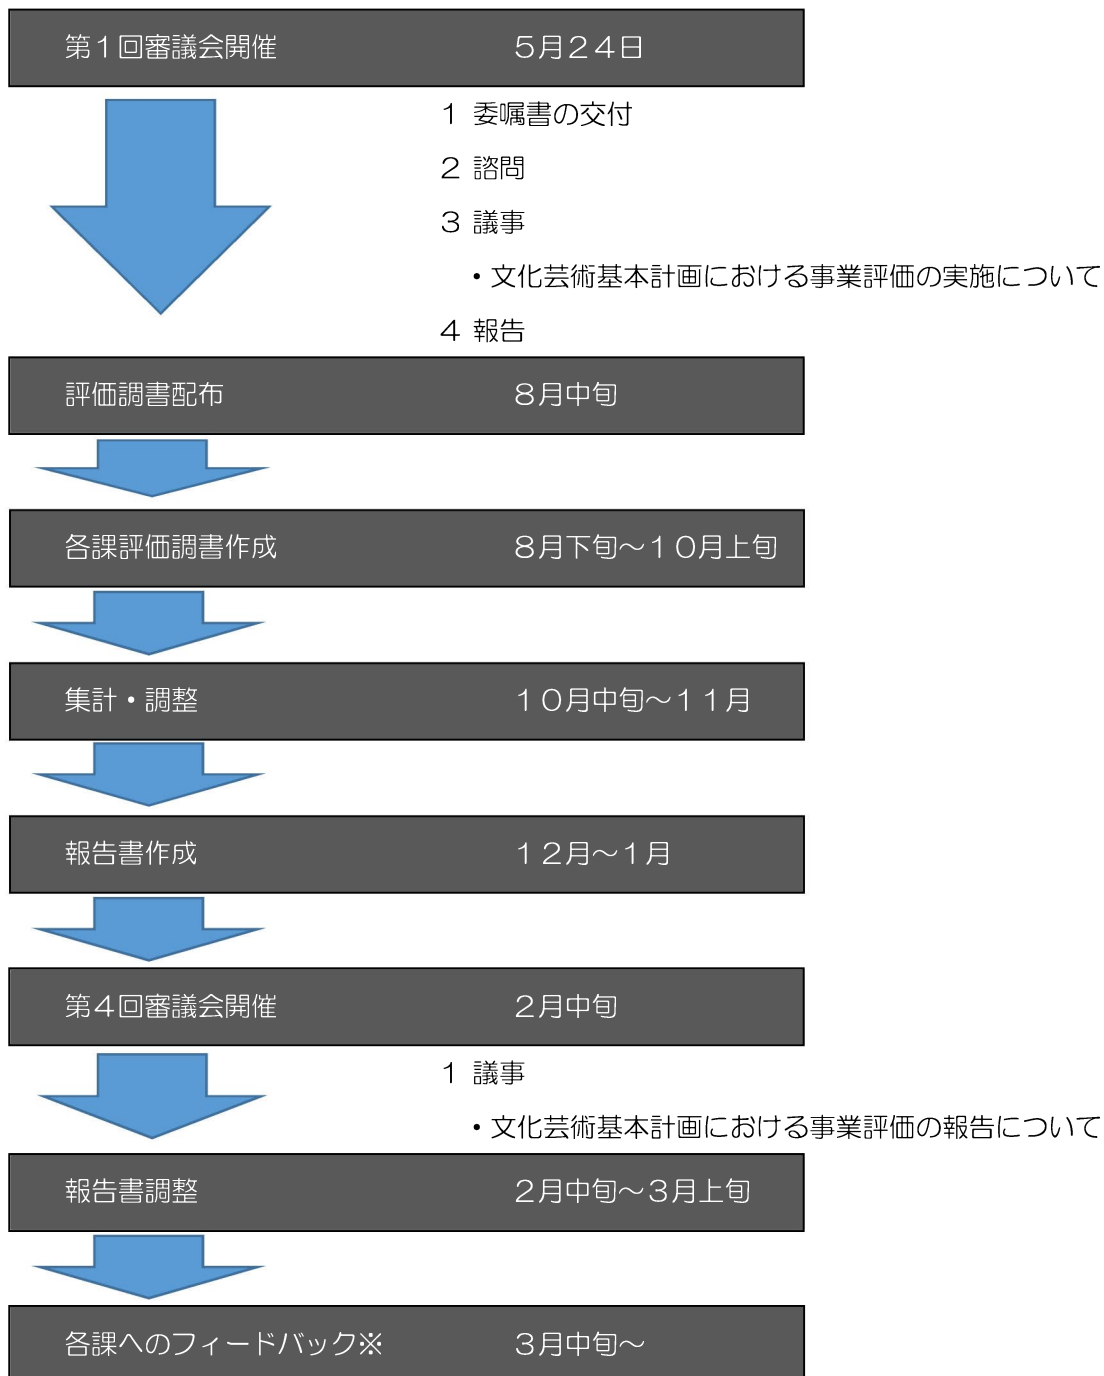 第１回審議会開催　５月２４日
１ 委嘱書の交付
２ 諮問
３ 議事
・文化芸術基本計画における事業評価の実施について
４ 報告
評価調書配布　８月中旬
各課評価調書作成　８月下旬～１０月上旬
集計・調整　１０月中旬～１１月
報告書作成　１２月～１月
第４回審議会開催　２月中旬
１ 議事
・文化芸術基本計画における事業評価の報告について
報告書調整　２月中旬～３月上旬
各課へのフィードバック※　３月中旬～